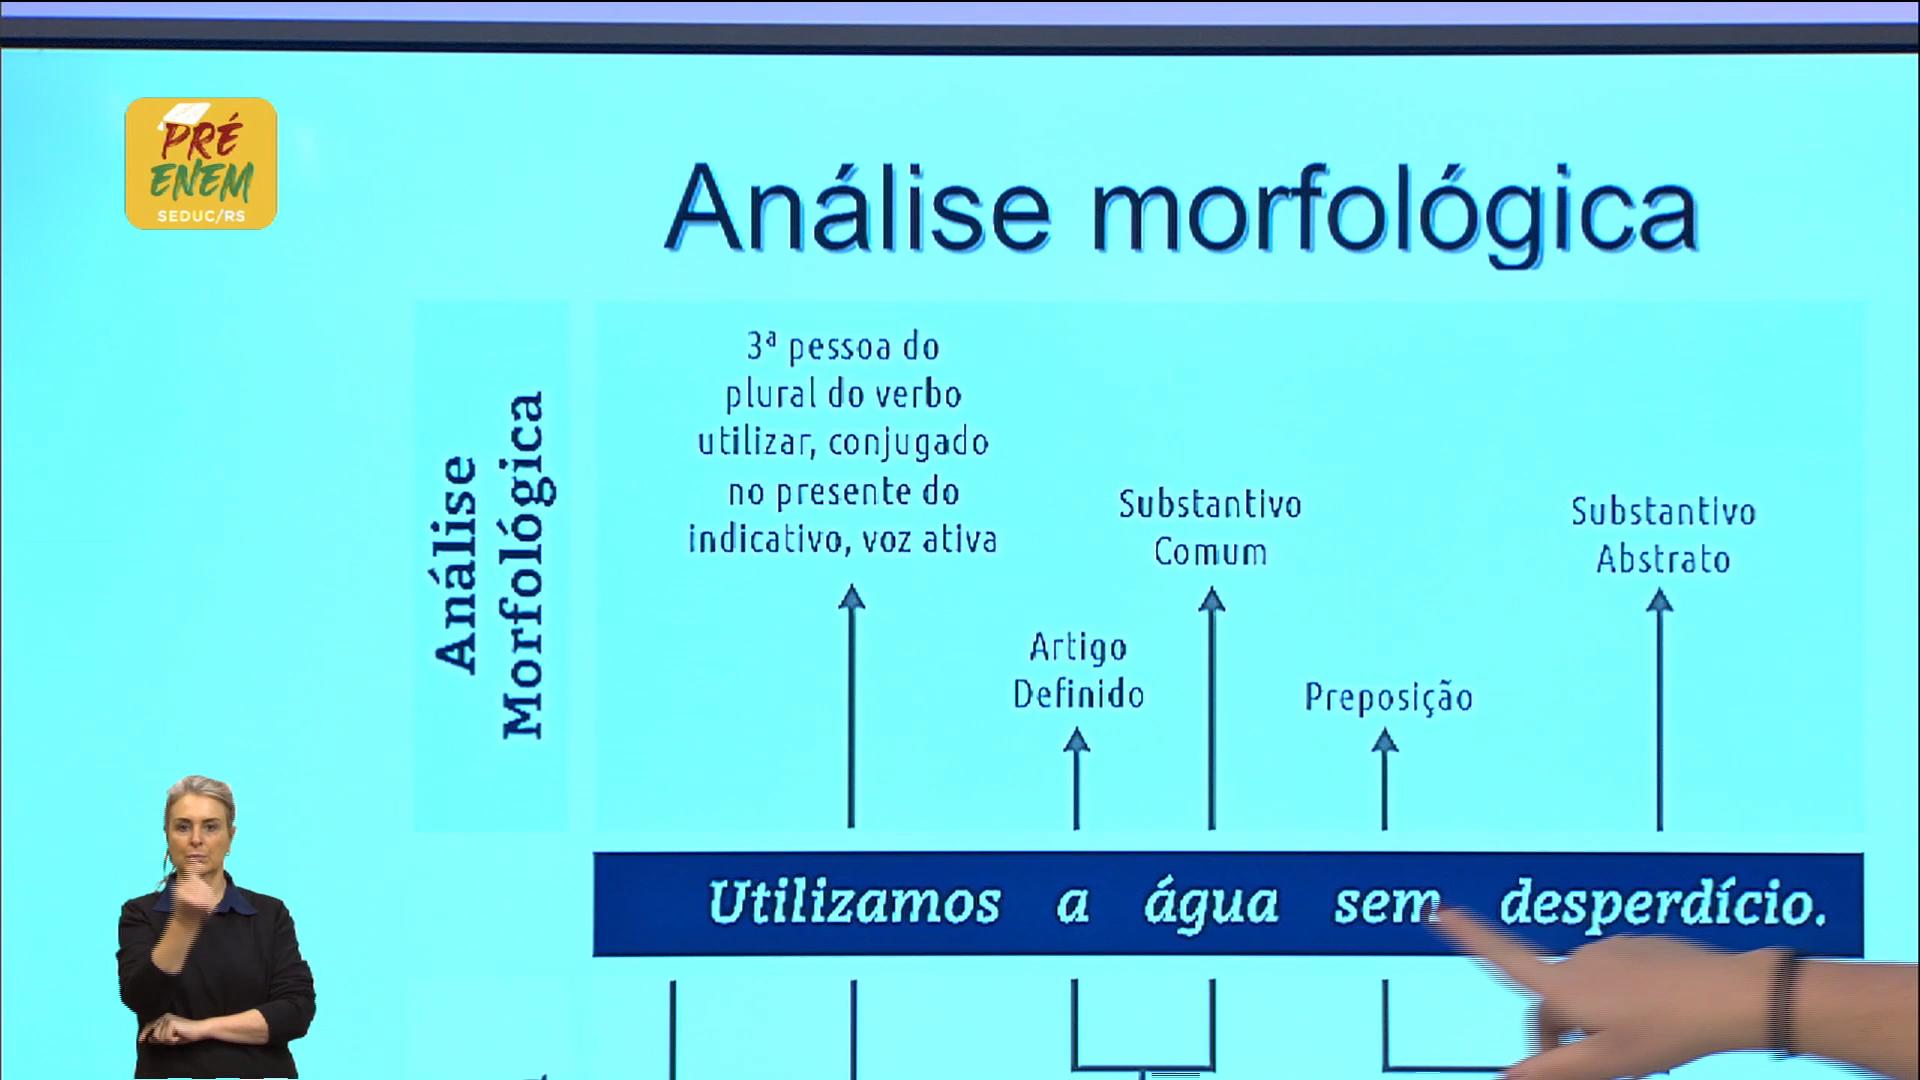 PRÉ
ENEM
SEDUC/RS
Análise morfológica
Análise
Morfológica
3ª pessoa do
plural do verbo
utilizar, conjugado
no presente do
indicativo, voz ativa
Artigo
Definido
Substantivo
Comum
Preposição
Substantivo
Abstrato
Utilizamos a água sem desperdício.